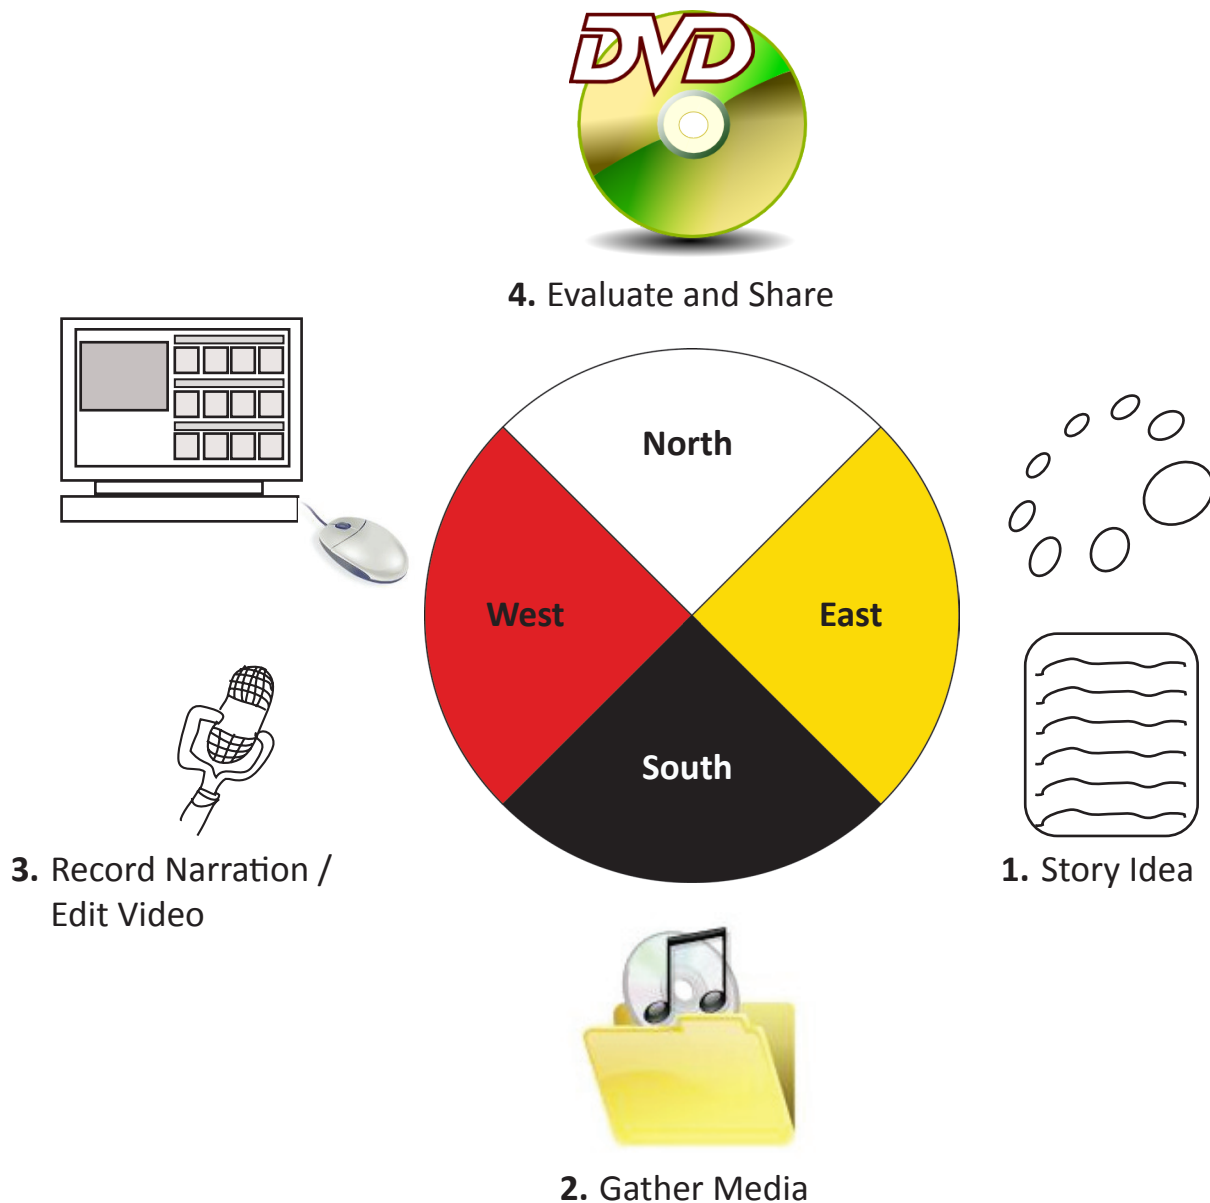 DVD
4. Evaluate and Share
North
West
East
South
3. Record Narration /
Edit Video
1. Story Idea
2. Gather Media